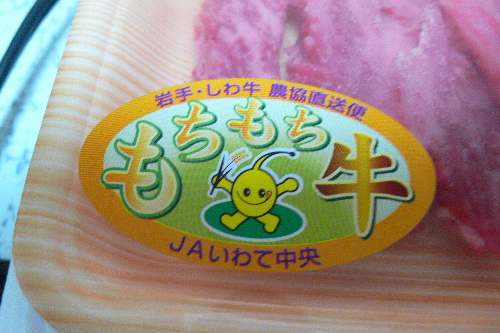 岩手・しわ牛 農協直送便
もちもち牛
JAいわて中央